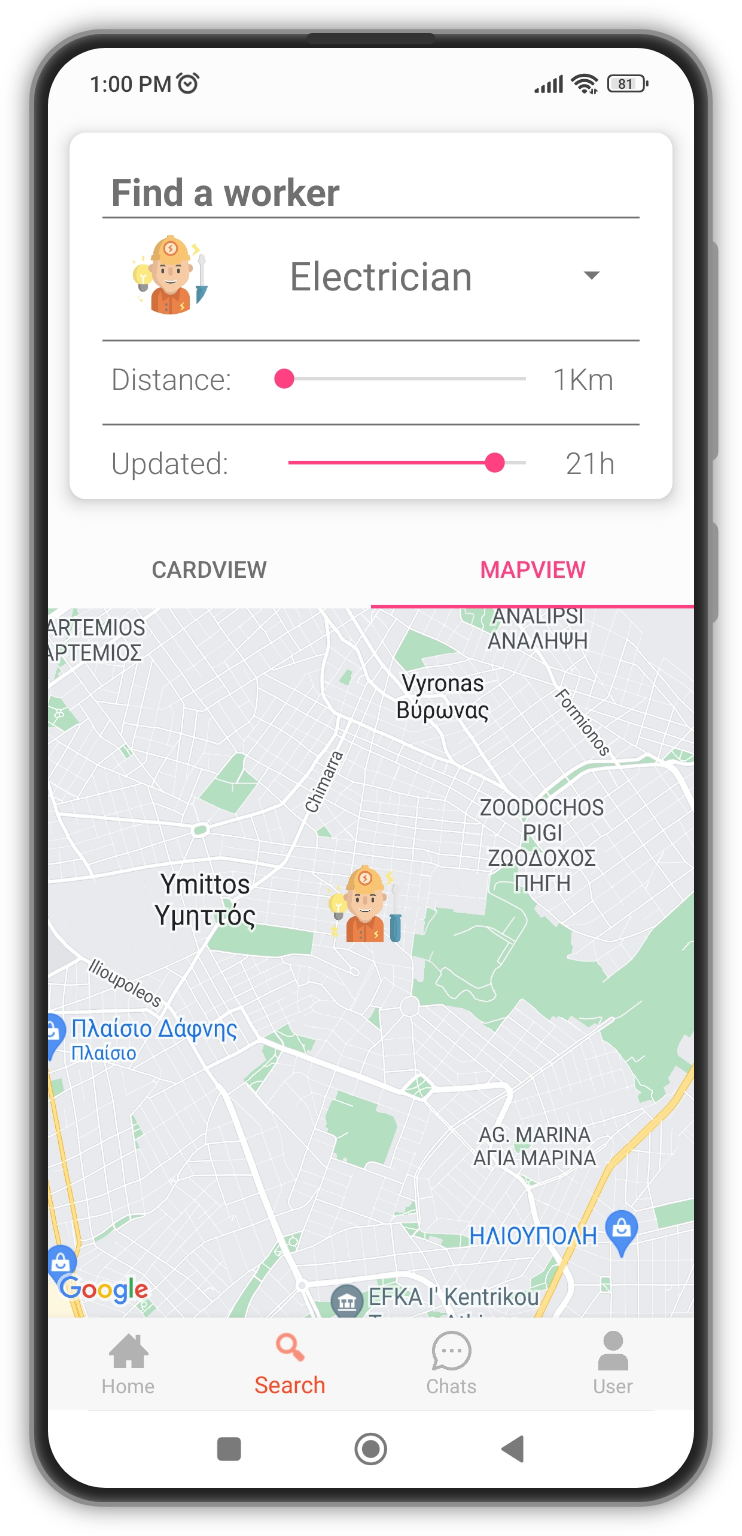 1:00 PM
81
Find a worker
Electrician
Distance: 1Km
Updated: 21h
CARDVIEW MAPVIEW
ARTEMIOS
ΑΡΤΕΜΙΟΣ
ANALIPSI
ΑΝΑΛΗΨΗ
Vyronas
Βύρωνας
Formionos
Chimarra
ZOODOCHOS
PIGI
ΖΩΟΔΟΧΟΣ
ΠΗΓΗ
Ymittos
Υμηττός
Ilioupoleos
Πλαίσιο Δάφνης
Πλαίσιο
AG. MARINA
ΑΓΙΑ ΜΑΡΙΝΑ
ΗΛΙΟΥΠΟΛΗ
Google
EFKA I' Kentrikou
Home Search Chats User